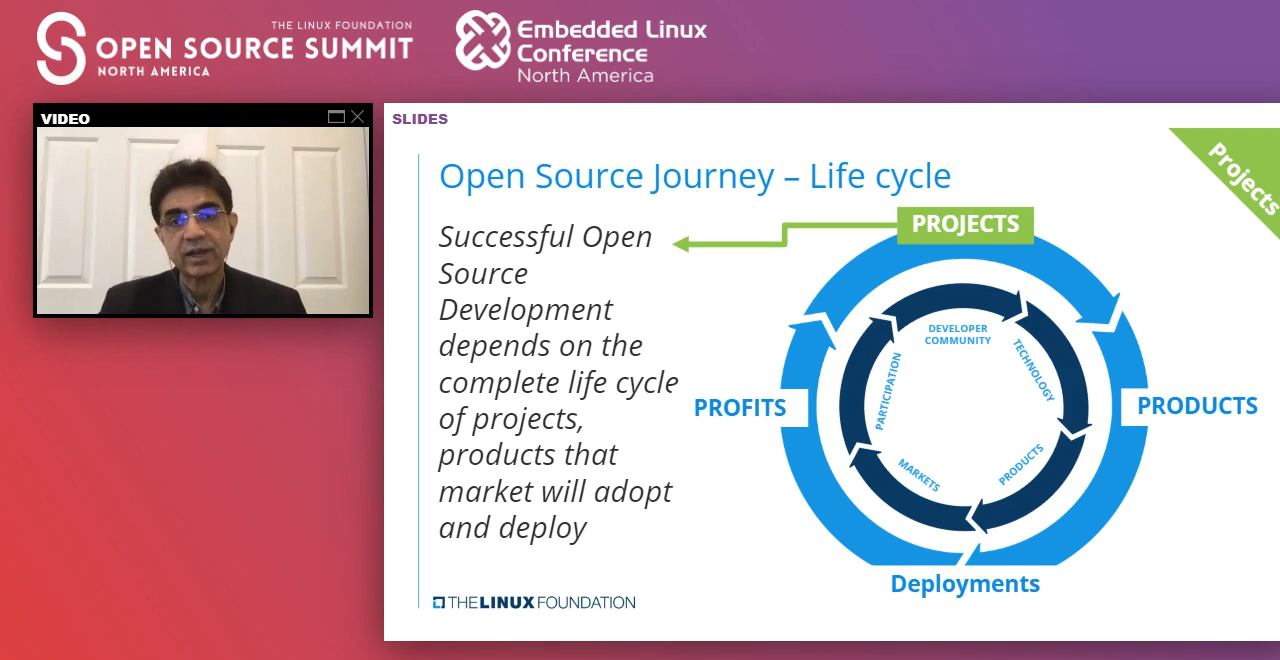 THE LINUX FOUNDATION
OPEN SOURCE SUMMIT
NORTH AMERICA
Embedded Linux
Conference
North America
VIDEO
SLIDES
Projects
Open Source Journey – Life cycle
Successful Open
Source
Development
depends on the
complete life cycle
of projects,
products that
market will adopt
and deploy
PROJECTS
DEVELOPER
COMMUNITY
TECHNOLOGY
PARTICIPATION
PROFITS
PRODUCTS
MARKETS
PRODUCTS
Deployments
THE LINUX FOUNDATION